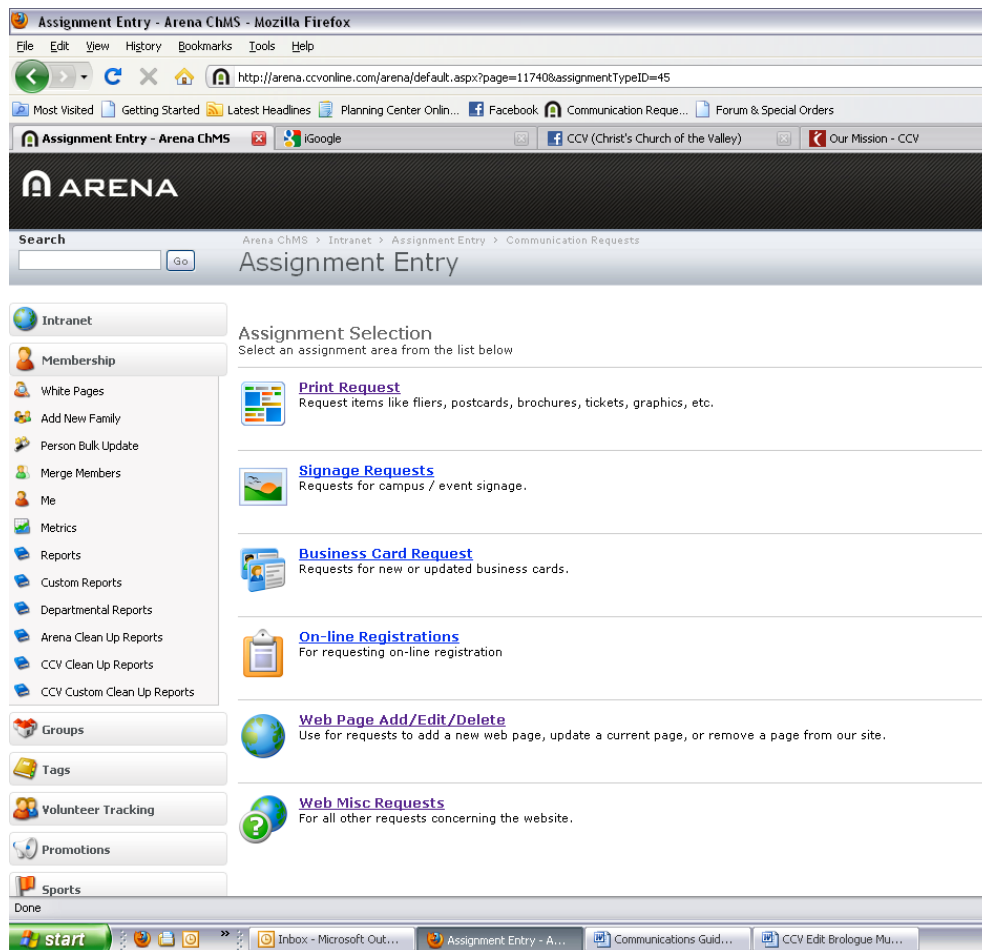 Assignment Entry - Arena ChMS - Mozilla Firefox
File Edit View History Bookmarks Tools Help
http://arena.ccvonline.com/arena/default.aspx?page=11740&assignmentTypeID=45
Most Visited Getting Started Latest Headlines Planning Center Onlin... Facebook Communication Reque... Forum & Special Orders
Assignment Entry - Arena ChMS iGoogle CCV (Christ's Church of the Valley) Our Mission - CCV
ARENA
Search
Go
Arena ChMS > Intranet > Assignment Entry > Communication Requests
Assignment Entry
Intranet
Membership
White Pages
Add New Family
Person Bulk Update
Merge Members
Me
Metrics
Reports
Custom Reports
Departmental Reports
Arena Clean Up Reports
CCV Clean Up Reports
CCV Custom Clean Up Reports
Groups
Tags
Volunteer Tracking
Promotions
Sports
Assignment Selection
Select an assignment area from the list below
Print Request
Request items like fliers, postcards, brochures, tickets, graphics, etc.
Signage Requests
Requests for campus / event signage.
Business Card Request
Requests for new or updated business cards.
On-line Registrations
For requesting on-line registration
Web Page Add/Edit/Delete
Use for requests to add a new web page, update a current page, or remove a page from our site.
Web Misc Requests
For all other requests concerning the website.
Done
start » Inbox - Microsoft Out... Assignment Entry - A... Communications Guid... CCV Edit Brologue Mu...